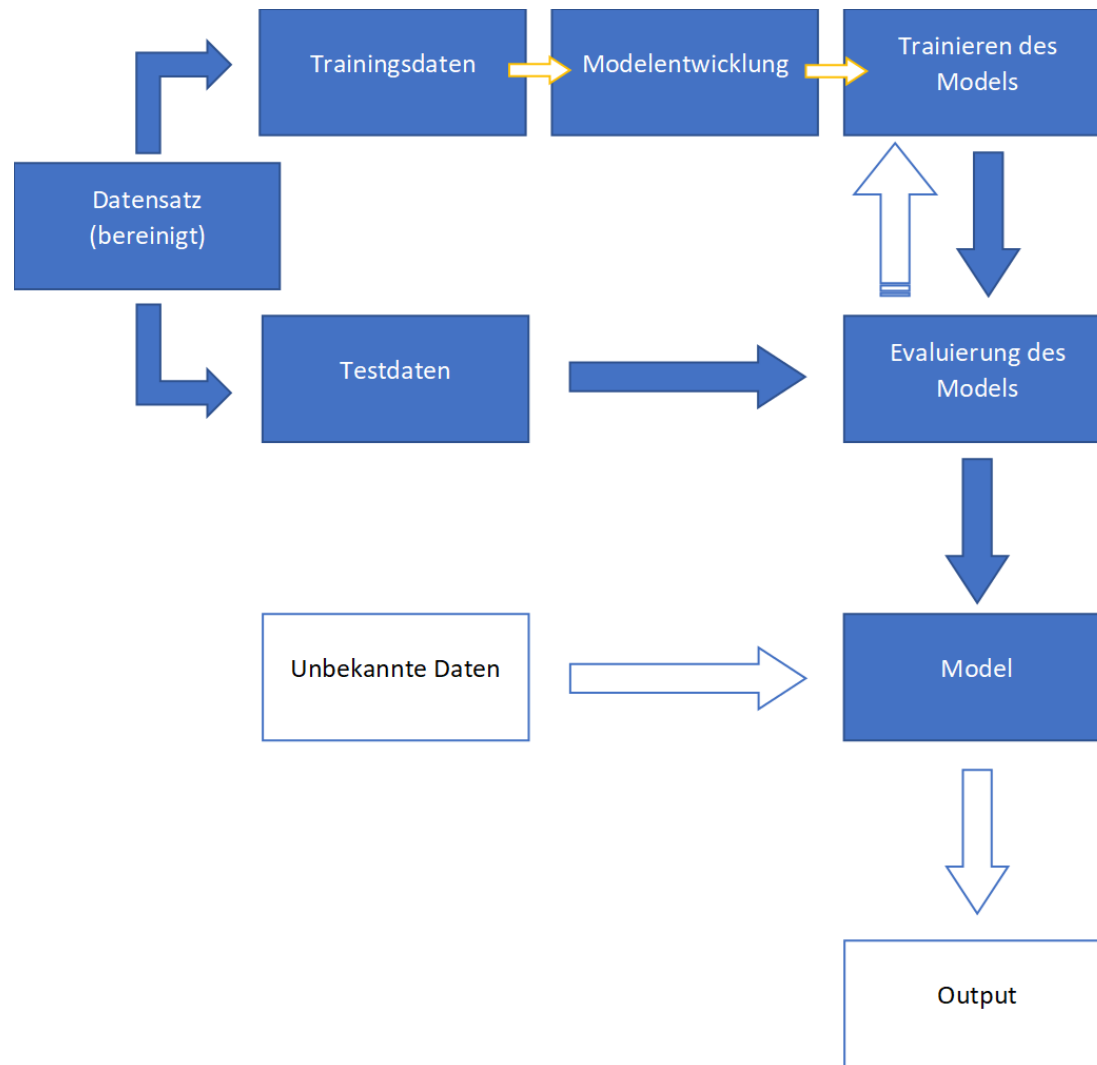 Trainingsdaten
Modelentwicklung
Trainieren des
Models
Datensatz
(bereinigt)
Testdaten
Evaluierung des
Models
Unbekannte Daten
Model
Output